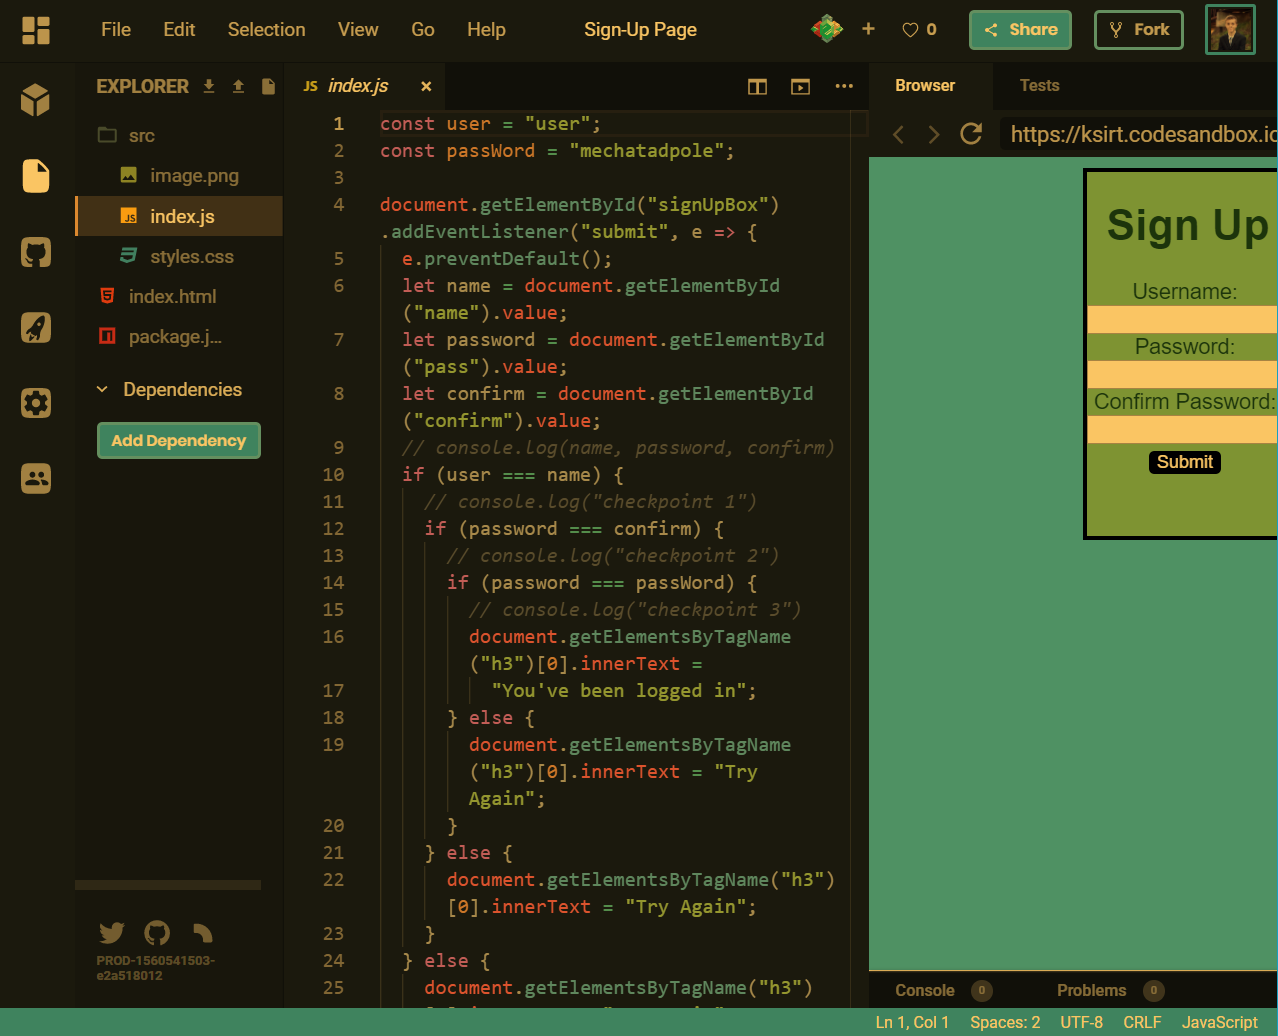 File Edit Selection View Go Help Sign-Up Page + 0 Share Fork
EXPLORER
src
image.png
JS index.js
styles.css
index.html
package.j...
Dependencies
Add Dependency
PROD-1560541503-
e2a518012
JS index.js ×
1 const user = "user";
2 const passWord = "mechatadpole";
3
4 document.getElementById("signUpBox")
.addEventListener("submit", e => {
5 e.preventDefault();
6 let name = document.getElementById
("name").value;
7 let password = document.getElementById
("pass").value;
8 let confirm = document.getElementById
("confirm").value;
9 // console.log(name, password, confirm)
10 if (user === name) {
11 // console.log("checkpoint 1")
12 if (password === confirm) {
13 // console.log("checkpoint 2")
14 if (password === passWord) {
15 // console.log("checkpoint 3")
16 document.getElementsByTagName
("h3")[0].innerText =
17 "You've been logged in";
18 } else {
19 document.getElementsByTagName
("h3")[0].innerText = "Try
Again";
20 }
21 } else {
22 document.getElementsByTagName("h3")
[0].innerText = "Try Again";
23 }
24 } else {
25 document.getElementsByTagName("h3")
Browser Tests
https://ksirt.codesandbox.io
Sign Up
Username:
Password:
Confirm Password:
Submit
Console 0 Problems 0
Ln 1, Col 1 Spaces: 2 UTF-8 CRLF JavaScript